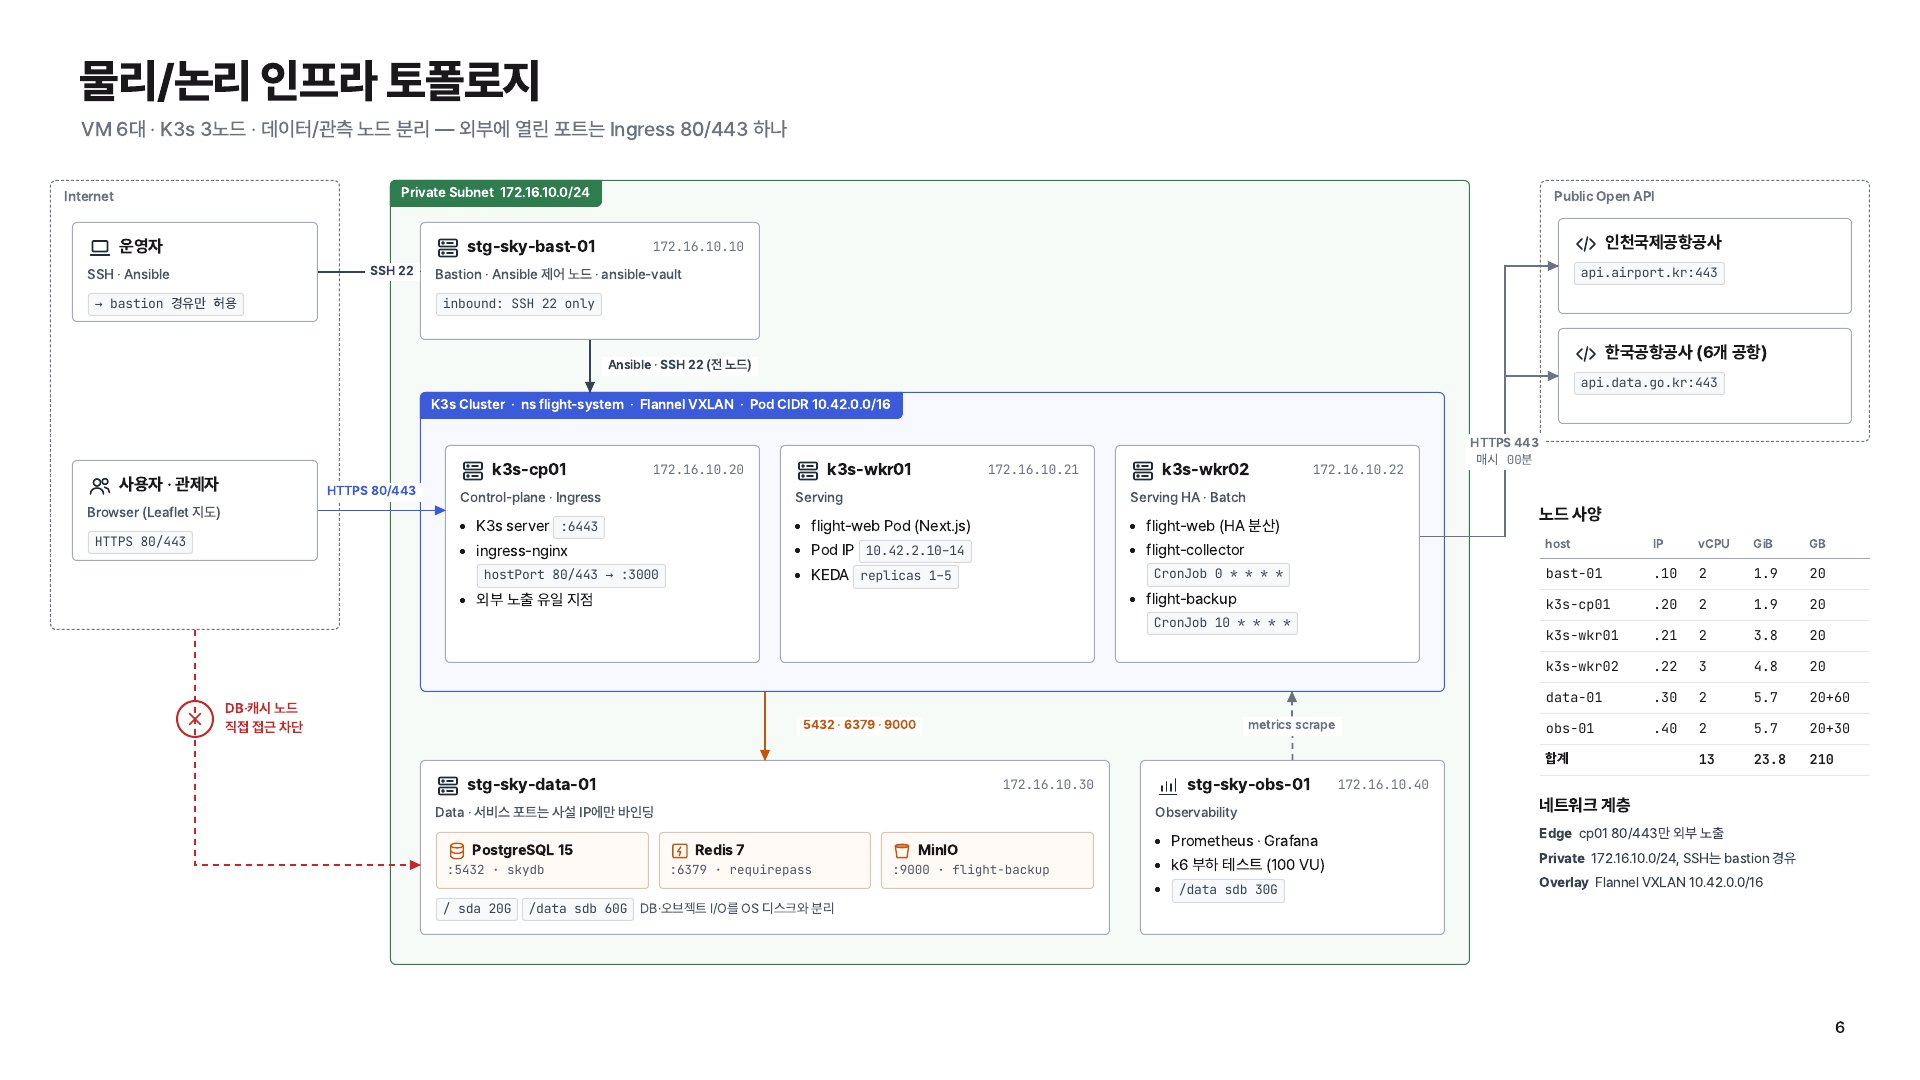 물리/논리 인프라 토폴로지
VM 6대 · K3s 3노드 · 데이터/관측 노드 분리 — 외부에 열린 포트는 Ingress 80/443 하나
Internet
운영자
SSH · Ansible
→ bastion 경유만 허용
SSH 22
사용자 · 관제자
Browser (Leaflet 지도)
HTTPS 80/443
HTTPS 80/443
DB·캐시 노드
직접 접근 차단
Private Subnet 172.16.10.0/24
stg-sky-bast-01 172.16.10.10
Bastion · Ansible 제어 노드 · ansible-vault
inbound: SSH 22 only
Ansible · SSH 22 (전 노드)
K3s Cluster · ns flight-system · Flannel VXLAN · Pod CIDR 10.42.0.0/16
k3s-cp01 172.16.10.20
Control-plane · Ingress
• K3s server :6443
• ingress-nginx
hostPort 80/443 → :3000
• 외부 노출 유일 지점
k3s-wkr01 172.16.10.21
Serving
• flight-web Pod (Next.js)
• Pod IP 10.42.2.10–14
• KEDA replicas 1–5
k3s-wkr02 172.16.10.22
Serving HA · Batch
• flight-web (HA 분산)
• flight-collector
CronJob 0 * * * *
• flight-backup
CronJob 10 * * * *
5432 · 6379 · 9000
metrics scrape
stg-sky-data-01 172.16.10.30
Data · 서비스 포트는 사설 IP에만 바인딩
PostgreSQL 15
:5432 · skydb
Redis 7
:6379 · requirepass
MinIO
:9000 · flight-backup
/ sda 20G /data sdb 60G DB·오브젝트 I/O를 OS 디스크와 분리
stg-sky-obs-01 172.16.10.40
Observability
• Prometheus · Grafana
• k6 부하 테스트 (100 VU)
• /data sdb 30G
HTTPS 443
매시 00분
Public Open API
인천국제공항공사
api.airport.kr:443
한국공항공사 (6개 공항)
api.data.go.kr:443
노드 사양
host IP vCPU GiB GB
bast-01 .10 2 1.9 20
k3s-cp01 .20 2 1.9 20
k3s-wkr01 .21 2 3.8 20
k3s-wkr02 .22 3 4.8 20
data-01 .30 2 5.7 20+60
obs-01 .40 2 5.7 20+30
합계 13 23.8 210
네트워크 계층
Edge cp01 80/443만 외부 노출
Private 172.16.10.0/24, SSH는 bastion 경유
Overlay Flannel VXLAN 10.42.0.0/16
6